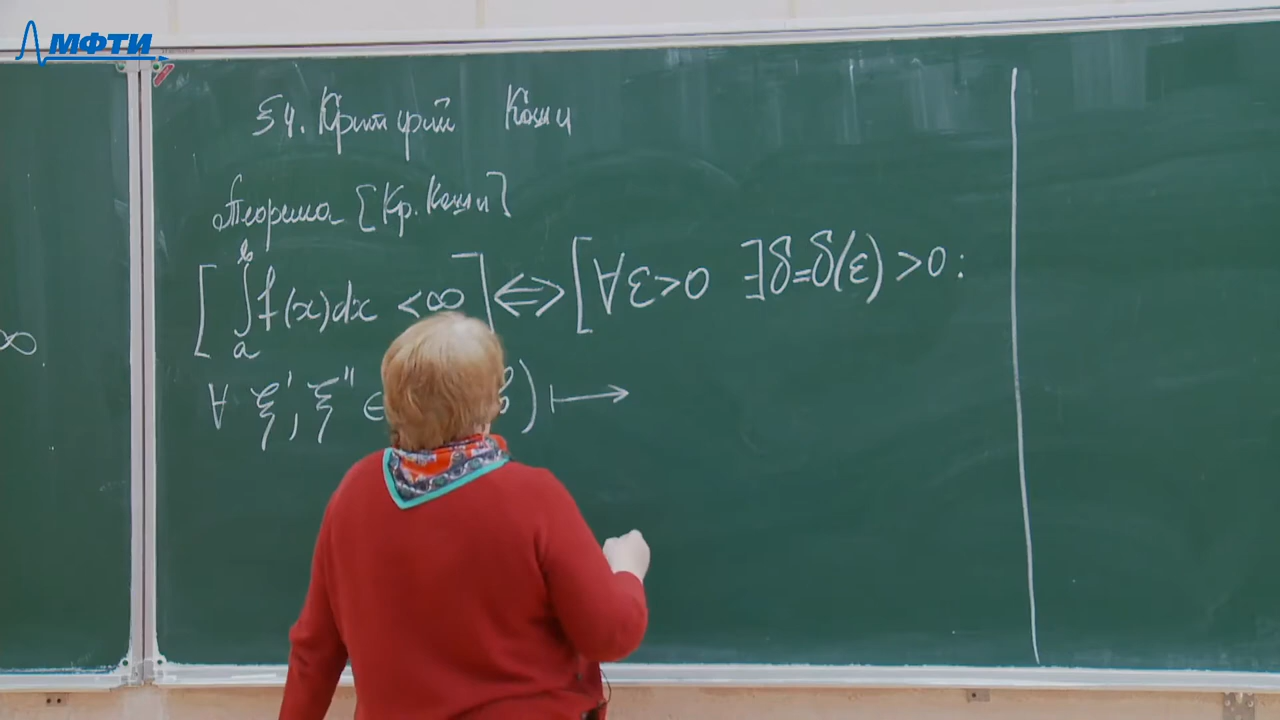 МФТИ
§4. Критерий Коши
Теорема [Кр. Коши]
[∫ₐᵇ f(x)dx < ∞] ⇔ [∀ε>0 ∃δ=δ(ε)>0:
∞
∀ ξ', ξ'' ∈ ) ↦